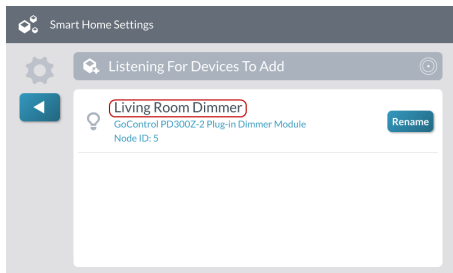 Smart Home Settings
Listening For Devices To Add
Living Room Dimmer
GoControl PD300Z-2 Plug-in Dimmer Module
Node ID: 5
Rename